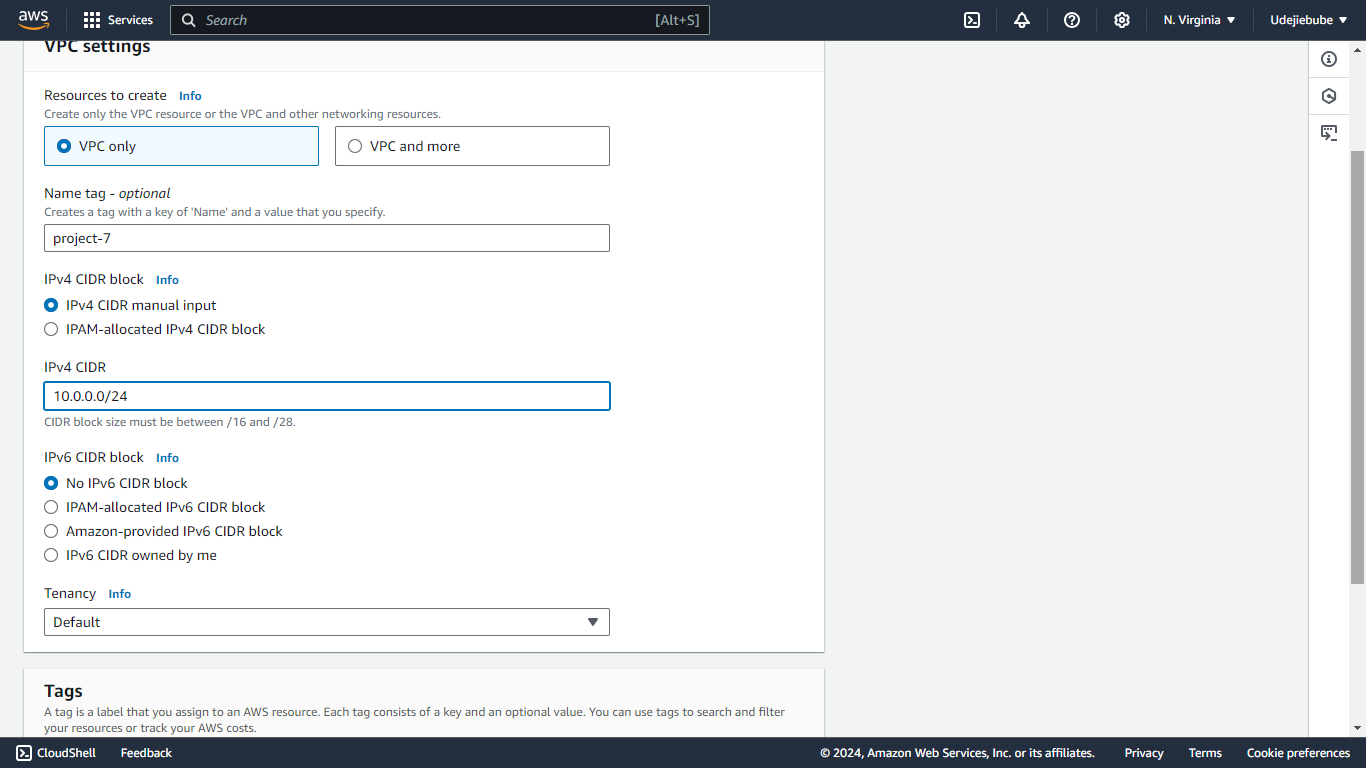 aws Services Search [Alt+S] N. Virginia Udejiebube
VPC settings
Resources to create Info
Create only the VPC resource or the VPC and other networking resources.
VPC only VPC and more
Name tag - optional
Creates a tag with a key of 'Name' and a value that you specify.
project-7
IPv4 CIDR block Info
IPv4 CIDR manual input
IPAM-allocated IPv4 CIDR block
IPv4 CIDR
10.0.0.0/24
CIDR block size must be between /16 and /28.
IPv6 CIDR block Info
No IPv6 CIDR block
IPAM-allocated IPv6 CIDR block
Amazon-provided IPv6 CIDR block
IPv6 CIDR owned by me
Tenancy Info
Default
Tags
A tag is a label that you assign to an AWS resource. Each tag consists of a key and an optional value. You can use tags to search and filter
your resources or track your AWS costs.
CloudShell Feedback © 2024, Amazon Web Services, Inc. or its affiliates. Privacy Terms Cookie preferences